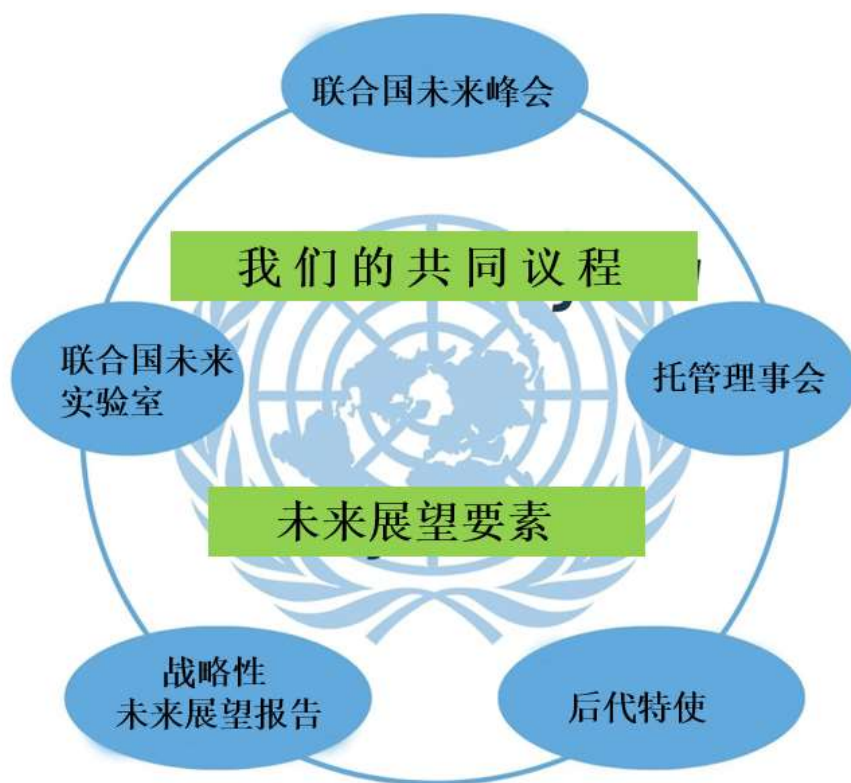 联合国未来峰会
我们的共同议程
联合国未来
实验室
托管理事会
未来展望要素
战略性
未来展望报告
后代特使